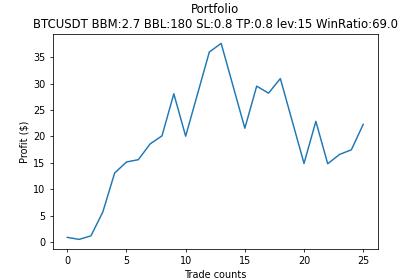 Portfolio
BTCUSDT BBM:2.7 BBL:180 SL:0.8 TP:0.8 lev:15 WinRatio:69.0
Profit ($)
35
30
25
20
15
10
5
0
0 5 10 15 20 25
Trade counts